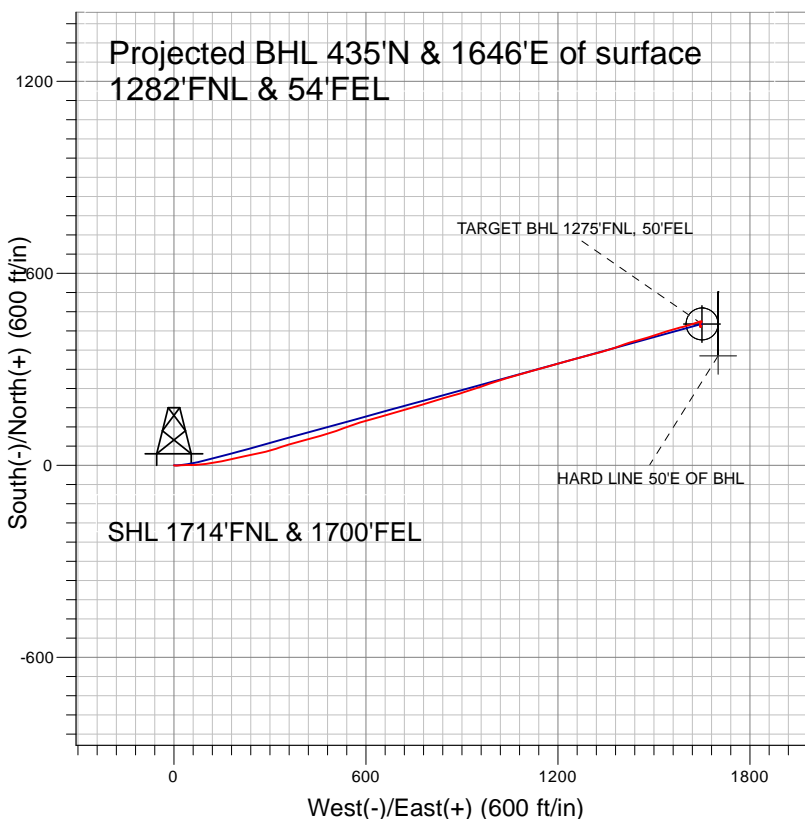 Projected BHL 435'N & 1646'E of surface
1282'FNL & 54'FEL
1200
TARGET BHL 1275'FNL, 50'FEL
600
HARD LINE 50'E OF BHL
0
SHL 1714'FNL & 1700'FEL
-600
South(-)/North(+) (600 ft/in)
0 600 1200 1800
West(-)/East(+) (600 ft/in)